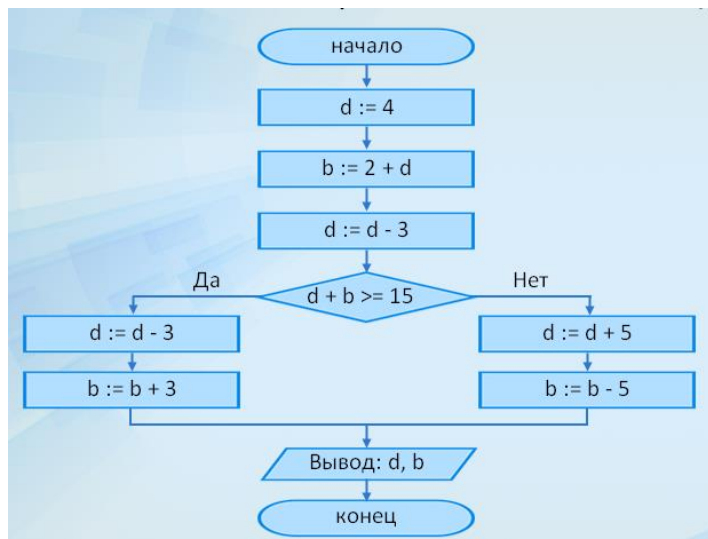 начало
d := 4
b := 2 + d
d := d - 3
Да
d + b >= 15
Нет
d := d - 3
d := d + 5
b := b + 3
b := b - 5
Вывод: d, b
конец